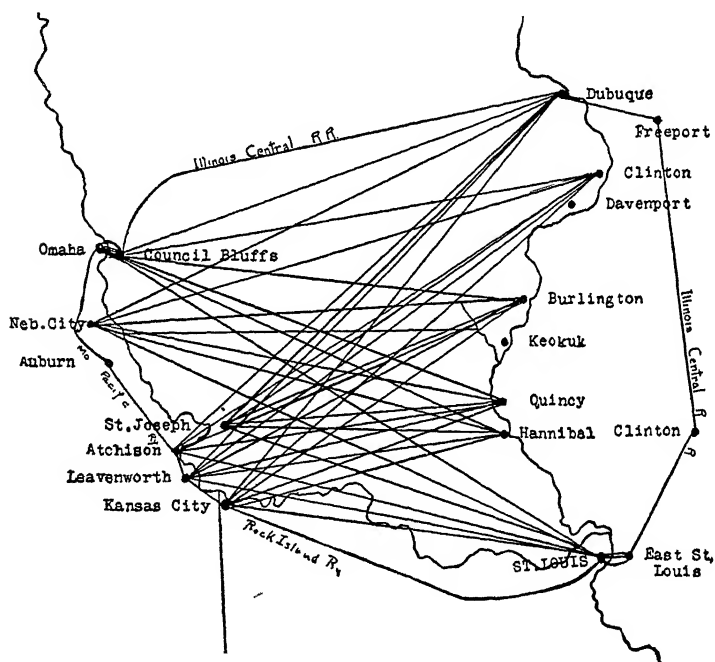 Dubuque
Freeport
Illinois Central R.R.
Clinton
Davenport
Omaha
Council Bluffs
Burlington
Neb. City
Illinois Central R R
Keokuk
Auburn
Mo Pacific R
Quincy
St. Joseph
Hannibal
Clinton
Atchison
Leavenworth
Kansas City
Rock Island Ry
ST. LOUIS
East St.
Louis